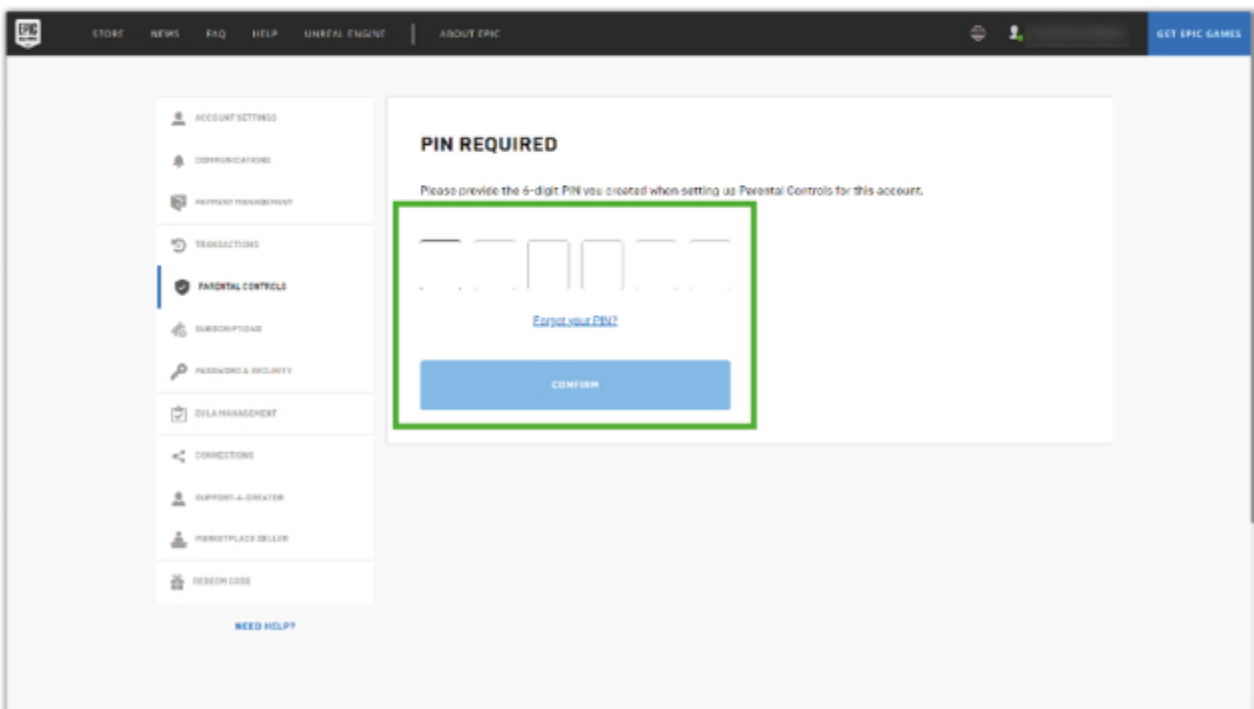 EPIC GAMES
STORE NEWS FAQ HELP UNREAL ENGINE ABOUT EPIC
GET EPIC GAMES
ACCOUNT SETTINGS
COMMUNICATIONS
PAYMENT MANAGEMENT
TRANSACTIONS
PARENTAL CONTROLS
SUBSCRIPTIONS
PASSWORD & SECURITY
EULA MANAGEMENT
CONNECTIONS
SUPPORT-A-CREATOR
MARKETPLACE SELLER
REDEEM CODE
NEED HELP?
PIN REQUIRED
Please provide the 6-digit PIN you created when setting up Parental Controls for this account.
Forgot your PIN?
CONFIRM